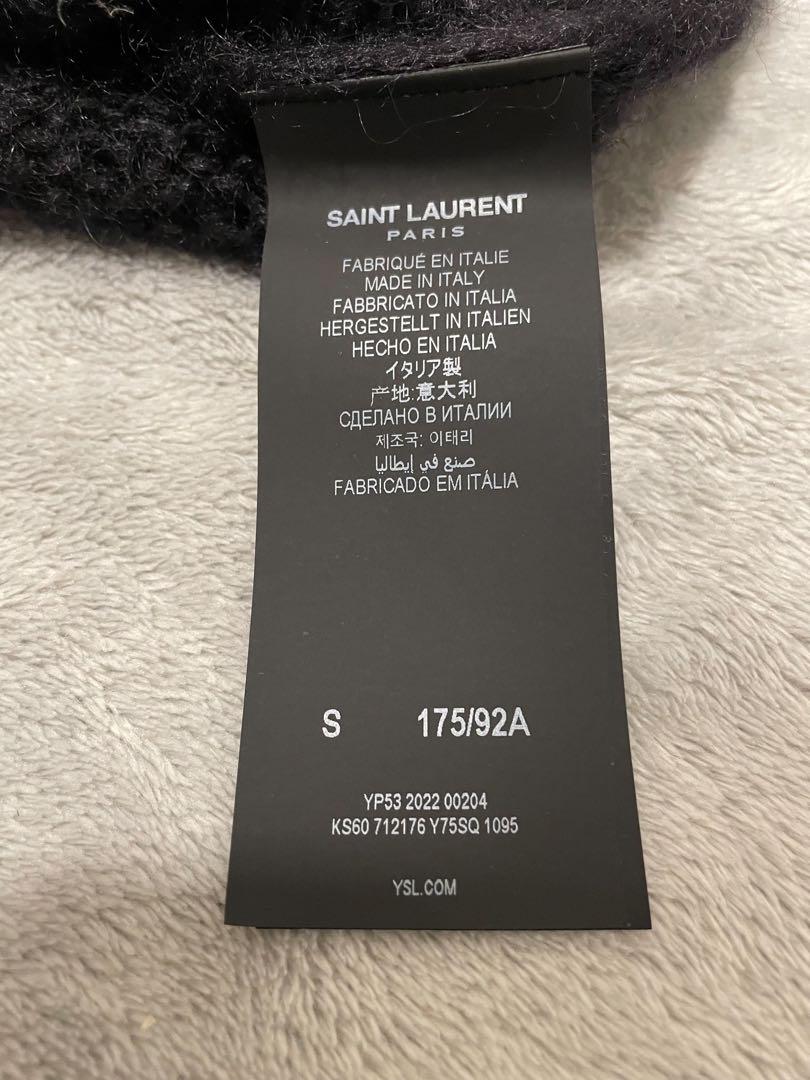 SAINT LAURENT
PARIS
FABRIQUÉ EN ITALIE
MADE IN ITALY
FABBRICATO IN ITALIA
HERGESTELLT IN ITALIEN
HECHO EN ITALIA
イタリア製
产地:意大利
СДЕЛАНО В ИТАЛИИ
제조국: 이태리
صنع في إيطاليا
FABRICADO EM ITÁLIA
S 175/92A
YP53 2022 00204
KS60 712176 Y75SQ 1095
YSL.COM